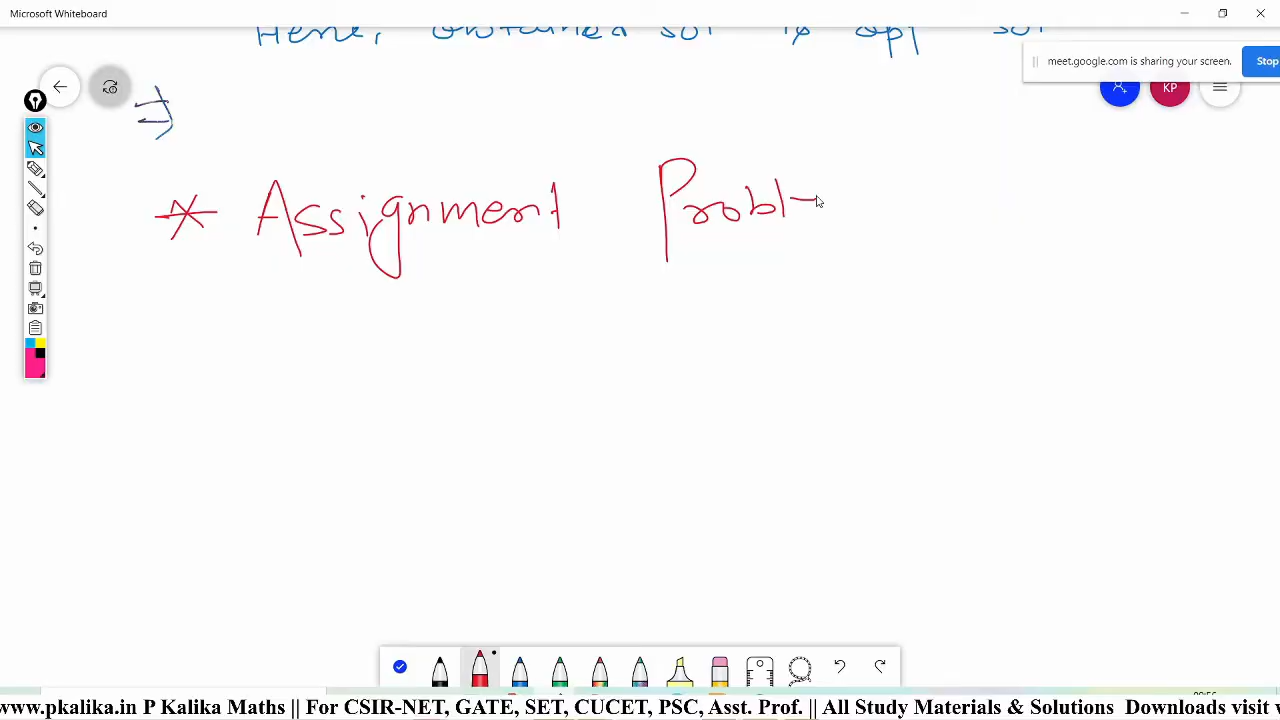 Microsoft Whiteboard
Hence, obtained sol is opt sol
meet.google.com is sharing your screen.
Stop
KP
* Assignment Probl
www.pkalika.in P Kalika Maths || For CSIR-NET, GATE, SET, CUCET, PSC, Asst. Prof. || All Study Materials & Solutions Downloads visit w